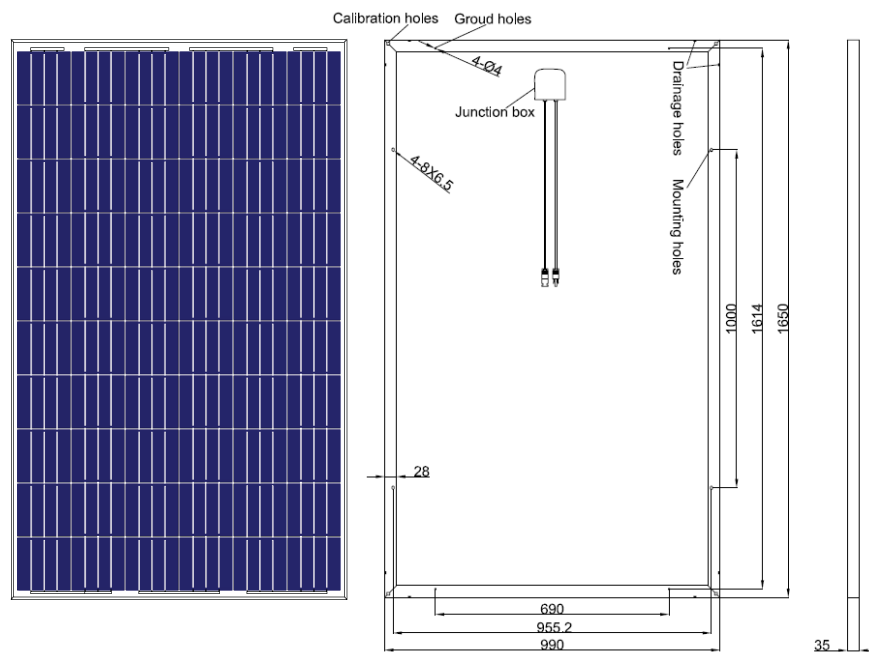 Calibration holes
Groud holes
4-Ø4
Junction box
Drainage holes
4-8X6.5
Mounting holes
1000
1614
1650
28
690
955.2
990
35